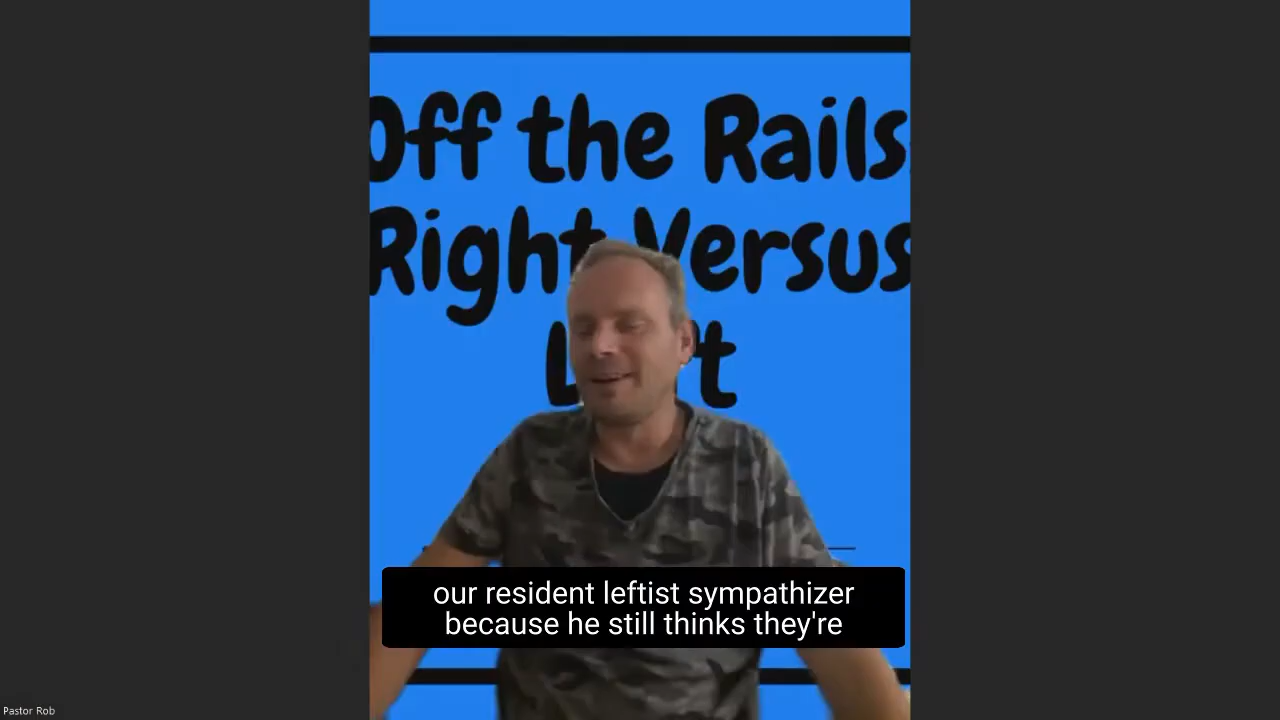 Off the Rails
Right Versus
L t
our resident leftist sympathizer
because he still thinks they're
Pastor Rob